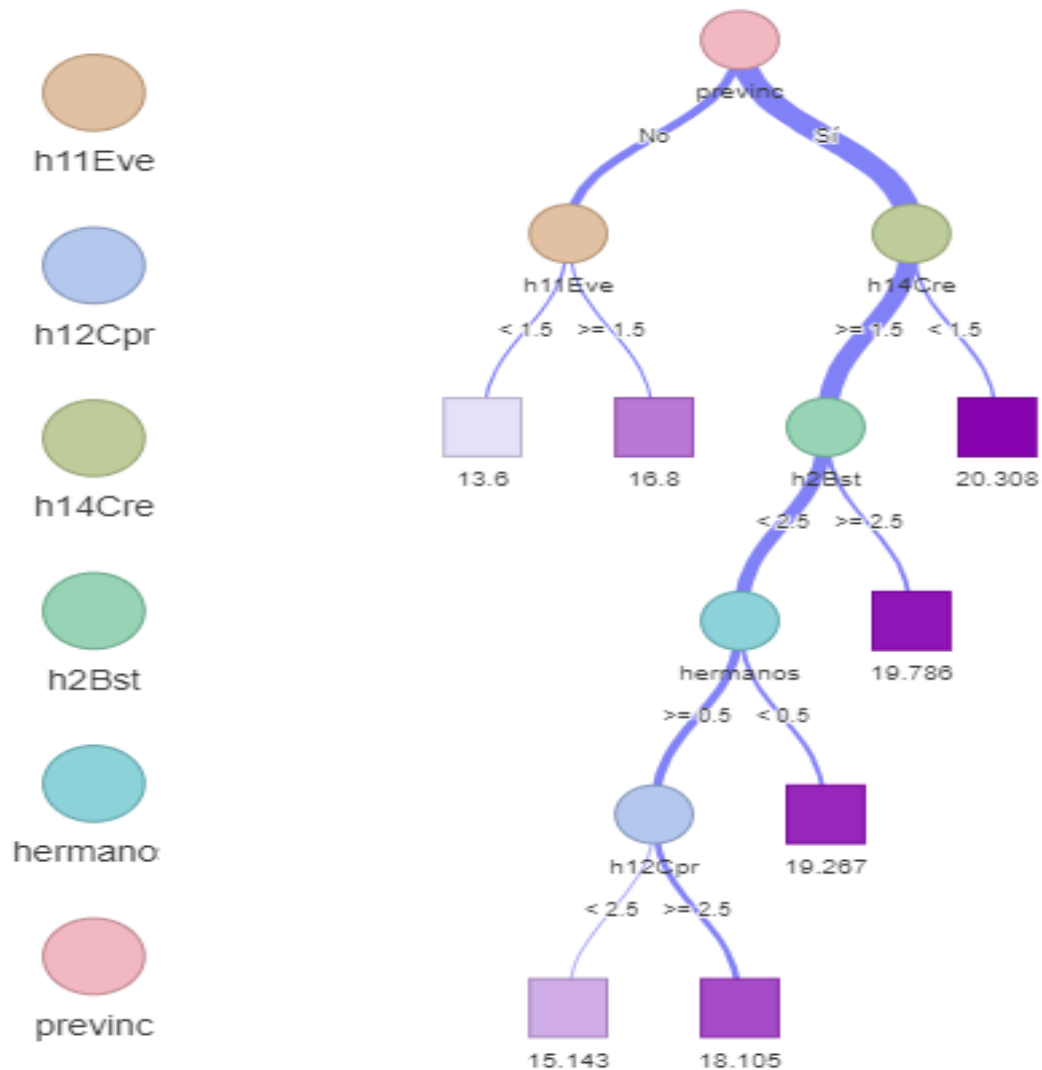 h11Eve
h12Cpr
h14Cre
h2Bst
hermano
previnc
previnc
No Sí
h11Eve h14Cre
< 1.5 >= 1.5 >= 1.5 < 1.5
13.6 16.8 h2Bst 20.308
< 2.5 >= 2.5
hermanos 19.786
>= 0.5 < 0.5
h12Cpr 19.267
< 2.5 >= 2.5
15.143 18.105